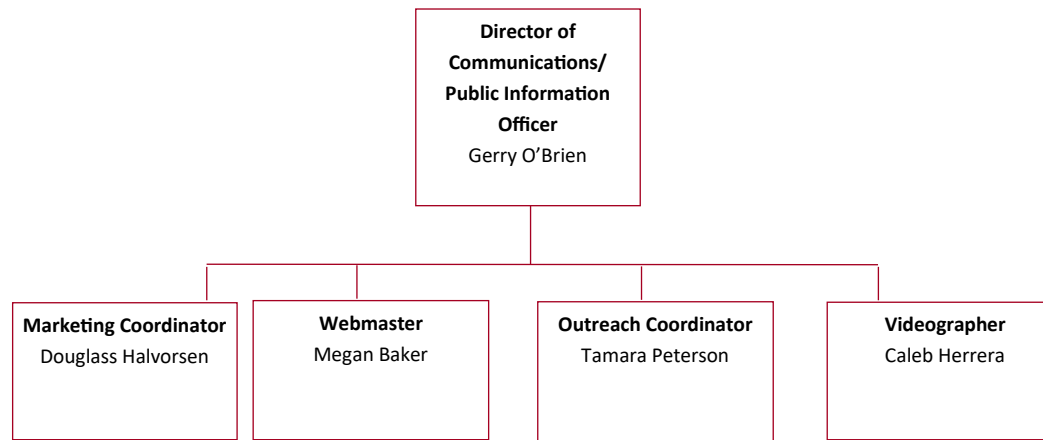 Director of
Communications/
Public Information
Officer
Gerry O’Brien
Marketing Coordinator
Douglass Halvorsen
Webmaster
Megan Baker
Outreach Coordinator
Tamara Peterson
Videographer
Caleb Herrera